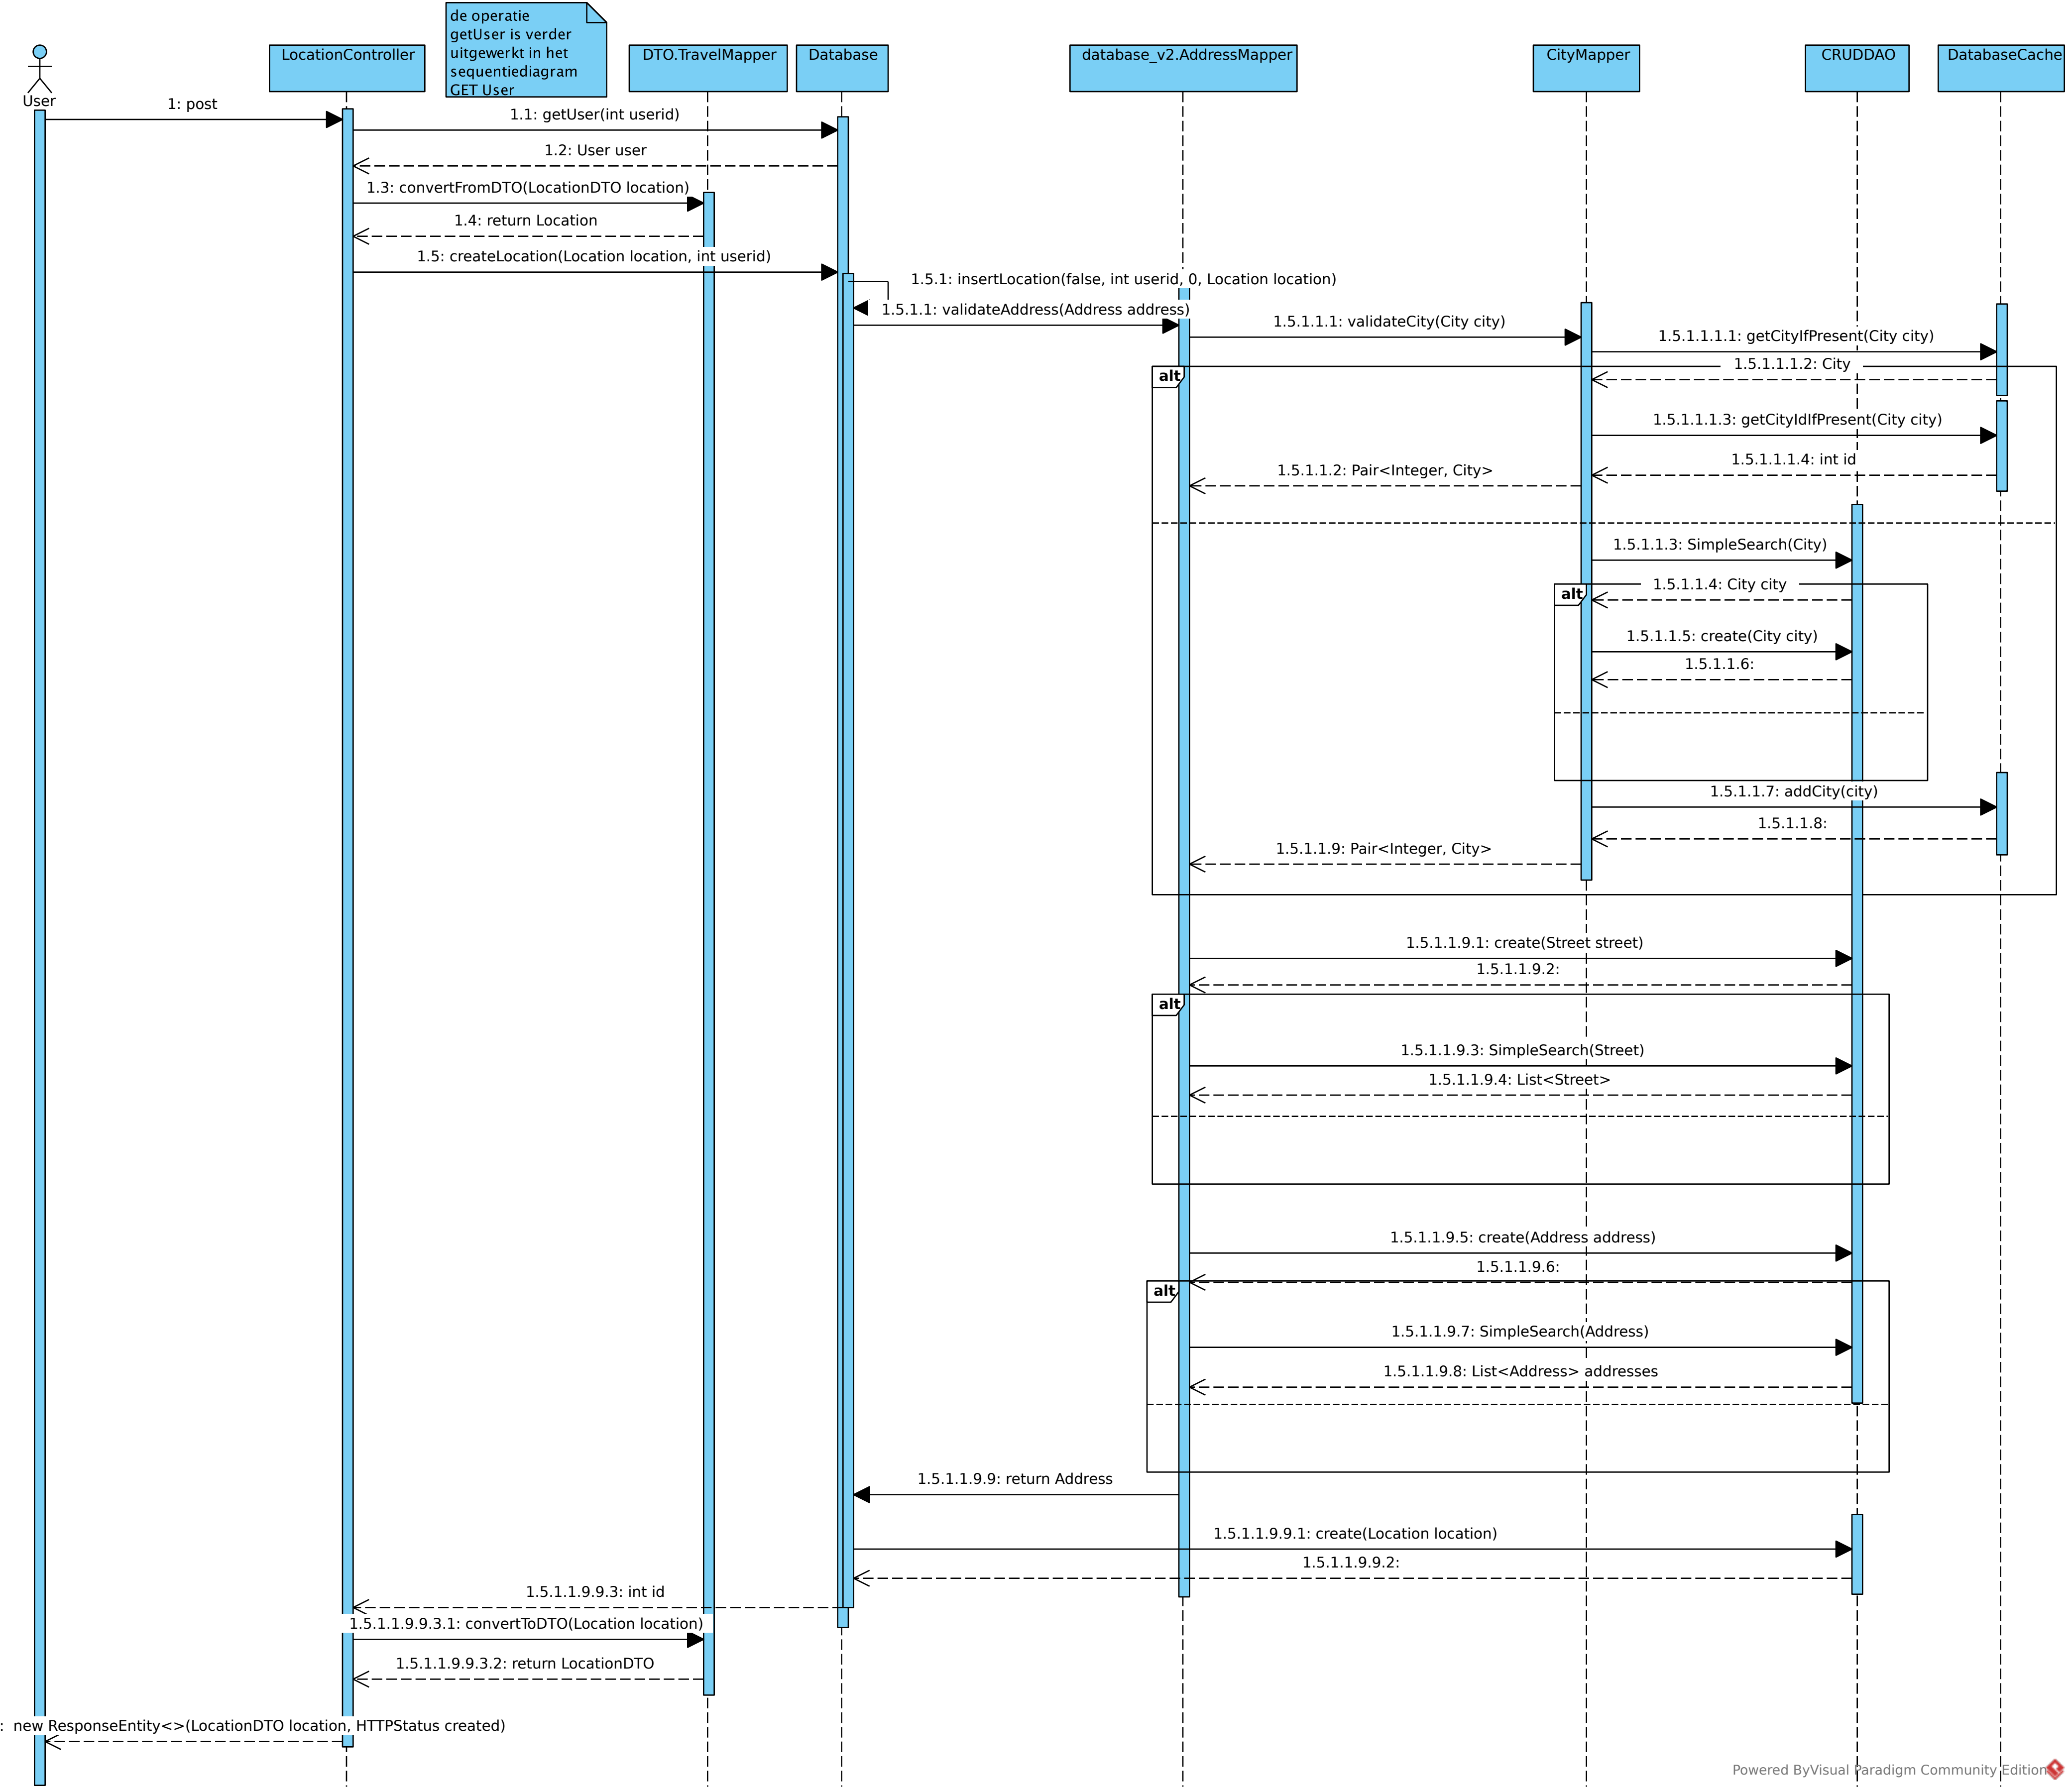 de operatie
getUser is verder
uitgewerkt in het
sequentiediagram
GET User
LocationController
DTO.TravelMapper
Database
database_v2.AddressMapper
CityMapper
CRUDDAO
DatabaseCache
User
1: post
1.1: getUser(int userid)
1.2: User user
1.3: convertFromDTO(LocationDTO location)
1.4: return Location
1.5: createLocation(Location location, int userid)
1.5.1: insertLocation(false, int userid, 0, Location location)
1.5.1.1: validateAddress(Address address)
1.5.1.1.1: validateCity(City city)
1.5.1.1.1.1: getCityIfPresent(City city)
alt
1.5.1.1.1.2: City
1.5.1.1.1.3: getCityIdIfPresent(City city)
1.5.1.1.1.4: int id
1.5.1.1.2: Pair<Integer, City>
1.5.1.1.3: SimpleSearch(City)
alt
1.5.1.1.4: City city
1.5.1.1.5: create(City city)
1.5.1.1.6:
1.5.1.1.7: addCity(city)
1.5.1.1.8:
1.5.1.1.9: Pair<Integer, City>
1.5.1.1.9.1: create(Street street)
1.5.1.1.9.2:
alt
1.5.1.1.9.3: SimpleSearch(Street)
1.5.1.1.9.4: List<Street>
1.5.1.1.9.5: create(Address address)
1.5.1.1.9.6:
alt
1.5.1.1.9.7: SimpleSearch(Address)
1.5.1.1.9.8: List<Address> addresses
1.5.1.1.9.9: return Address
1.5.1.1.9.9.1: create(Location location)
1.5.1.1.9.9.2:
1.5.1.1.9.9.3: int id
1.5.1.1.9.9.3.1: convertToDTO(Location location)
1.5.1.1.9.9.3.2: return LocationDTO
: new ResponseEntity<>(LocationDTO location, HTTPStatus created)
Powered ByVisual Paradigm Community Edition